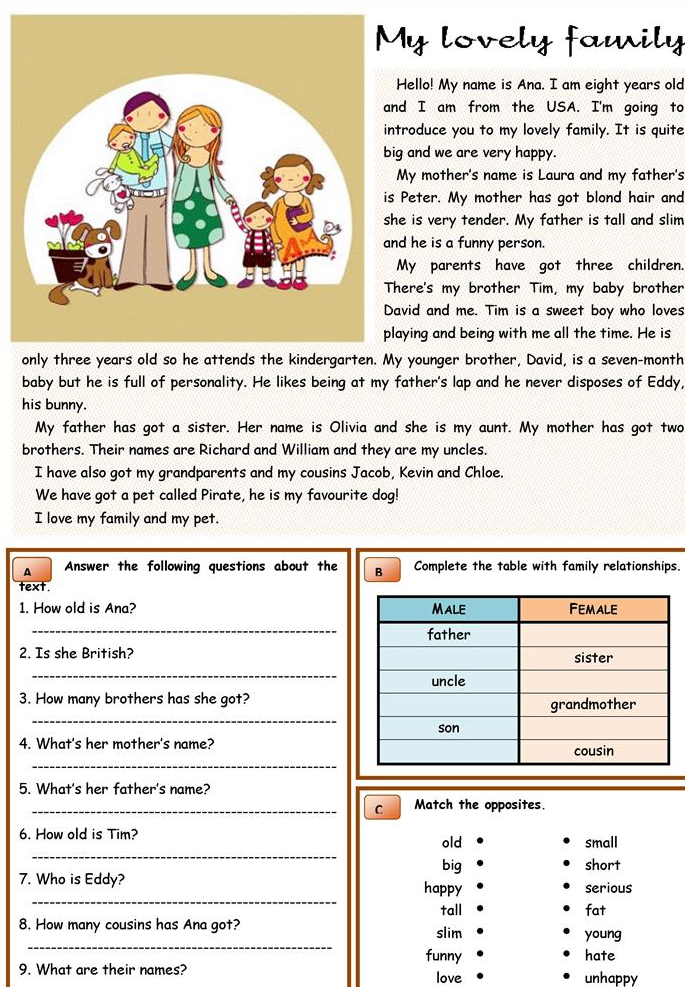 My lovely family
Hello! My name is Ana. I am eight years old
and I am from the USA. I'm going to
introduce you to my lovely family. It is quite
big and we are very happy.
My mother's name is Laura and my father's
is Peter. My mother has got blond hair and
she is very tender. My father is tall and slim
and he is a funny person.
My parents have got three children.
There's my brother Tim, my baby brother
David and me. Tim is a sweet boy who loves
playing and being with me all the time. He is
only three years old so he attends the kindergarten. My younger brother, David, is a seven-month
baby but he is full of personality. He likes being at my father's lap and he never disposes of Eddy,
his bunny.
My father has got a sister. Her name is Olivia and she is my aunt. My mother has got two
brothers. Their names are Richard and William and they are my uncles.
I have also got my grandparents and my cousins Jacob, Kevin and Chloe.
We have got a pet called Pirate, he is my favourite dog!
I love my family and my pet.
A Answer the following questions about the
text.
1. How old is Ana?
2. Is she British?
3. How many brothers has she got?
4. What's her mother's name?
5. What's her father's name?
6. How old is Tim?
7. Who is Eddy?
8. How many cousins has Ana got?
9. What are their names?
B Complete the table with family relationships.
MALE FEMALE
father
sister
uncle
grandmother
son
cousin
C Match the opposites.
old • • small
big • • short
happy • • serious
tall • • fat
slim • • young
funny • • hate
love • • unhappy